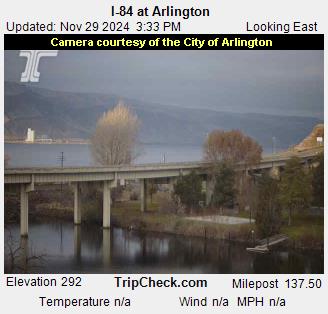 I-84 at Arlington
Updated: Nov 29 2024 3:33 PM Looking East
Camera courtesy of the City of Arlington
Elevation 292 TripCheck.com Milepost 137.50
Temperature n/a Wind n/a MPH n/a